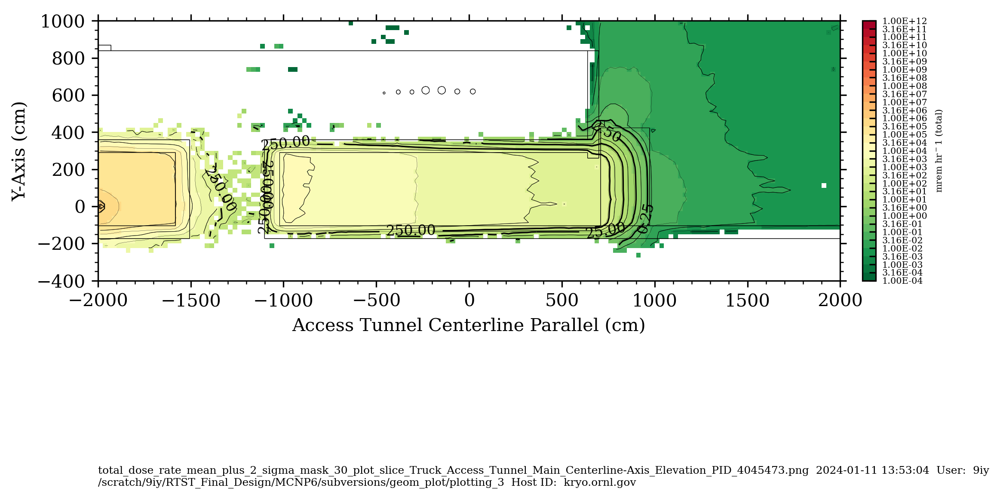 1000
800
600
400
200
0
−200
−400
Y-Axis (cm)
250.00
250.00
250.00
250.00
250.00
25.00
0.25
−2000 −1500 −1000 −500 0 500 1000 1500 2000
Access Tunnel Centerline Parallel (cm)
1.00E+12
3.16E+11
1.00E+11
3.16E+10
1.00E+10
3.16E+09
1.00E+09
3.16E+08
1.00E+08
3.16E+07
1.00E+07
3.16E+06
1.00E+06
3.16E+05
1.00E+05
3.16E+04
1.00E+04
3.16E+03
1.00E+03
3.16E+02
1.00E+02
3.16E+01
1.00E+01
3.16E+00
1.00E+00
3.16E-01
1.00E-01
3.16E-02
1.00E-02
3.16E-03
1.00E-03
3.16E-04
1.00E-04
mrem hr− 1 (total)
total_dose_rate_mean_plus_2_sigma_mask_30_plot_slice_Truck_Access_Tunnel_Main_Centerline-Axis_Elevation_PID_4045473.png 2024-01-11 13:53:04 User: 9iy
/scratch/9iy/RTST_Final_Design/MCNP6/subversions/geom_plot/plotting_3 Host ID: kryo.ornl.gov